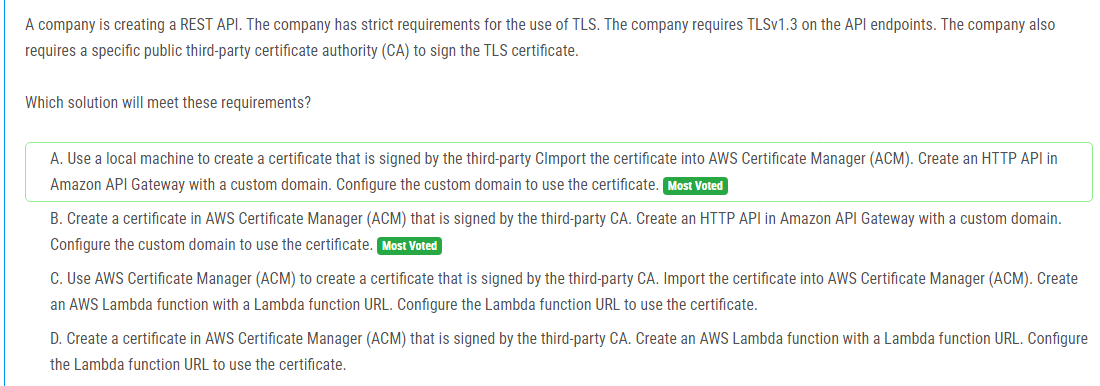 A company is creating a REST API. The company has strict requirements for the use of TLS. The company requires TLSv1.3 on the API endpoints. The company also
requires a specific public third-party certificate authority (CA) to sign the TLS certificate.
Which solution will meet these requirements?
A. Use a local machine to create a certificate that is signed by the third-party CImport the certificate into AWS Certificate Manager (ACM). Create an HTTP API in
Amazon API Gateway with a custom domain. Configure the custom domain to use the certificate. Most Voted
B. Create a certificate in AWS Certificate Manager (ACM) that is signed by the third-party CA. Create an HTTP API in Amazon API Gateway with a custom domain.
Configure the custom domain to use the certificate. Most Voted
C. Use AWS Certificate Manager (ACM) to create a certificate that is signed by the third-party CA. Import the certificate into AWS Certificate Manager (ACM). Create
an AWS Lambda function with a Lambda function URL. Configure the Lambda function URL to use the certificate.
D. Create a certificate in AWS Certificate Manager (ACM) that is signed by the third-party CA. Create an AWS Lambda function with a Lambda function URL. Configure
the Lambda function URL to use the certificate.